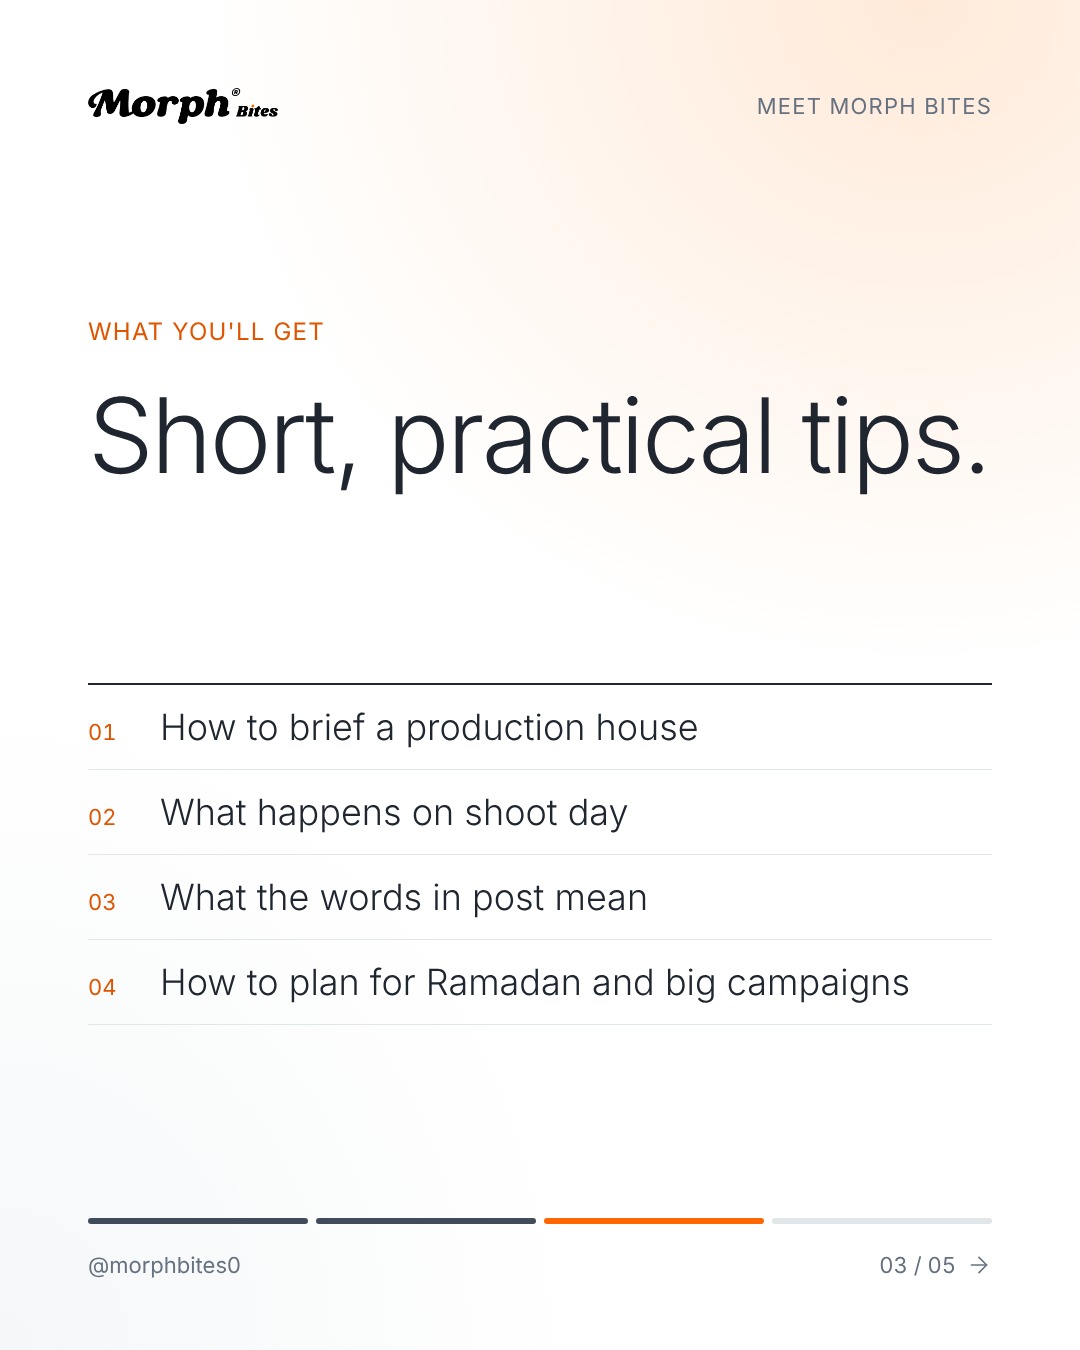 Morph® Bites
MEET MORPH BITES
WHAT YOU'LL GET
Short, practical tips.
01 How to brief a production house
02 What happens on shoot day
03 What the words in post mean
04 How to plan for Ramadan and big campaigns
@morphbites0
03 / 05 →